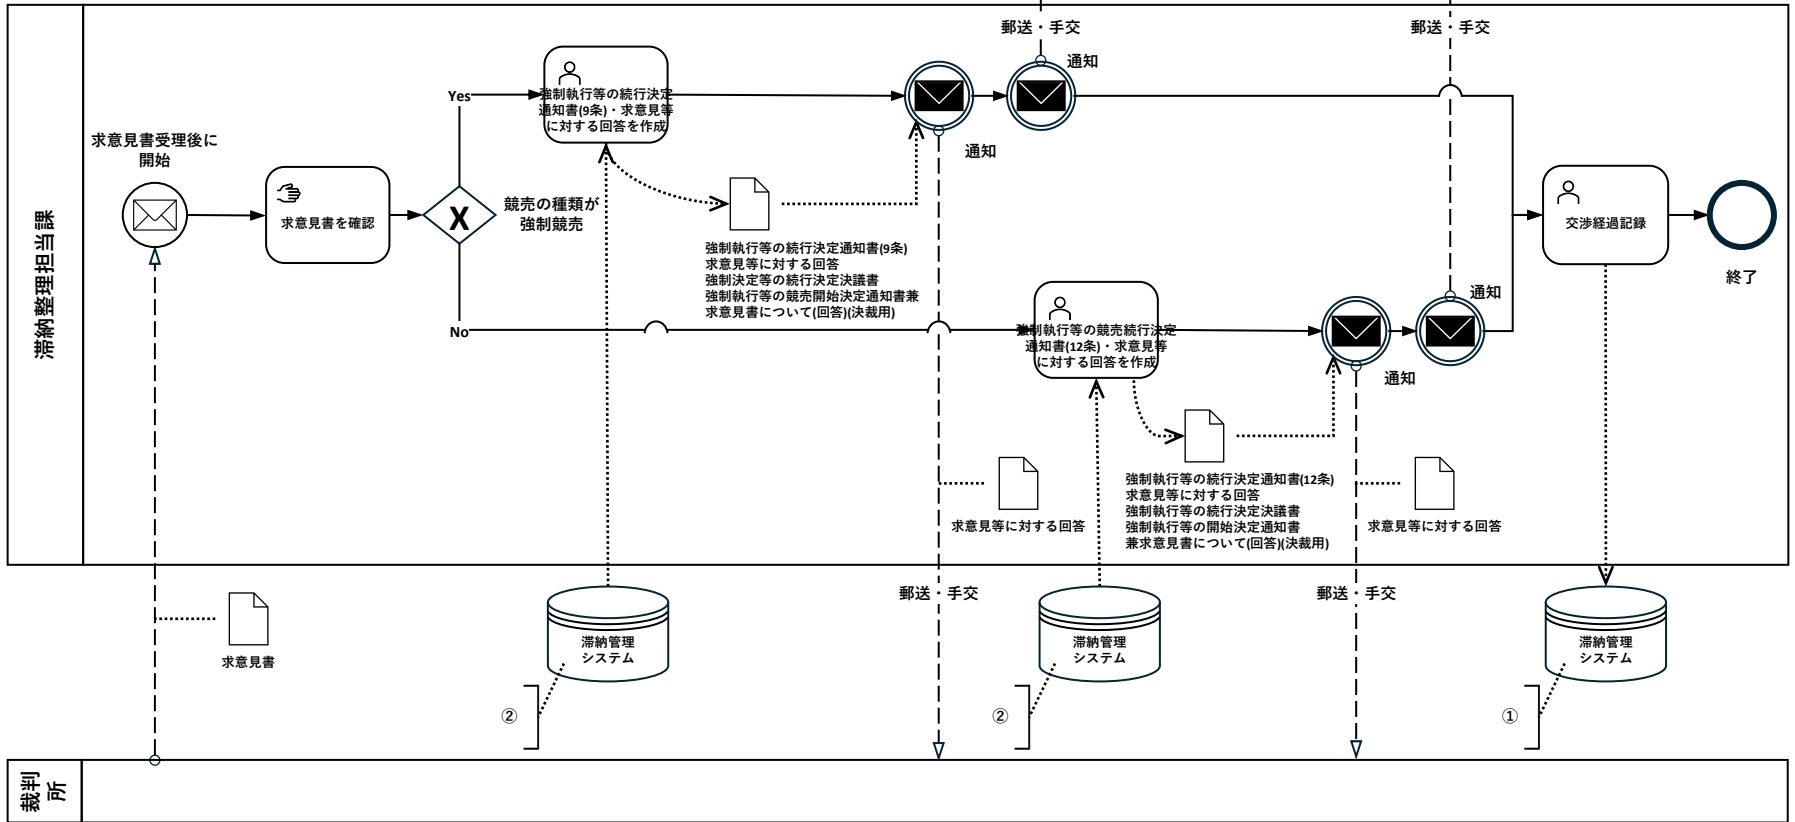 滞納整理担当課
求意見書受理後に
開始
求意見書を確認
X
競売の種類が
強制競売
Yes
No
強制執行等の続行決定
通知書(9条)・求意見等
に対する回答を作成
強制執行等の続行決定通知書(9条)
求意見等に対する回答
強制決定等の続行決定決議書
強制執行等の競売開始決定通知書兼
求意見書について(回答)(決裁用)
通知
郵送・手交
通知
強制執行等の競売続行決定
通知書(12条)・求意見等
に対する回答を作成
強制執行等の続行決定通知書(12条)
求意見等に対する回答
強制執行等の続行決定決議書
強制執行等の開始決定通知書
兼求意見書について(回答)(決裁用)
通知
郵送・手交
通知
交渉経過記録
終了
求意見等に対する回答
求意見等に対する回答
求意見書
滞納管理
システム
②
郵送・手交
滞納管理
システム
②
郵送・手交
滞納管理
システム
①
裁判
所